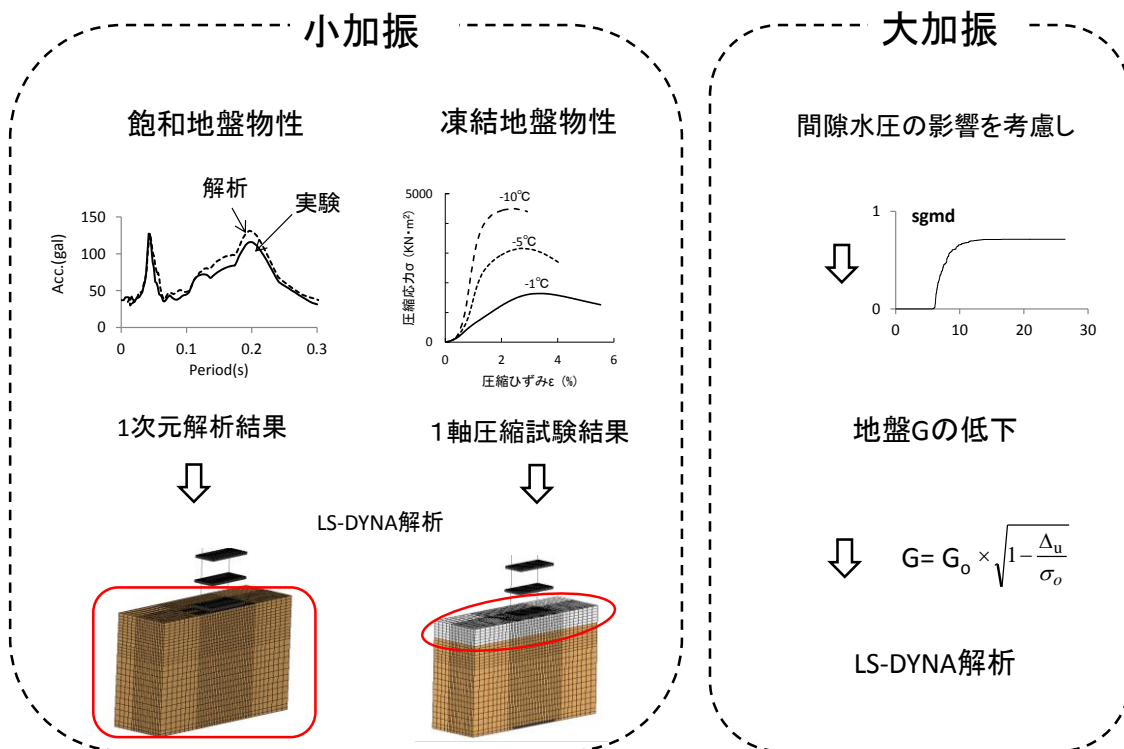 小加振
飽和地盤物性
解析
実験
150
100
50
0
Acc.(gal)
0 0.1 0.2 0.3
Period(s)
1次元解析結果
凍結地盤物性
5000
0
圧縮応力σ (KN・m²)
-10℃
-5℃
-1℃
0 2 4 6
圧縮ひずみε (%)
1軸圧縮試験結果
LS-DYNA解析
大加振
間隙水圧の影響を考慮し
1
0
sgmd
0 10 20 30
地盤Gの低下
G= G₀ × √(1 − Δu/σo)
LS-DYNA解析